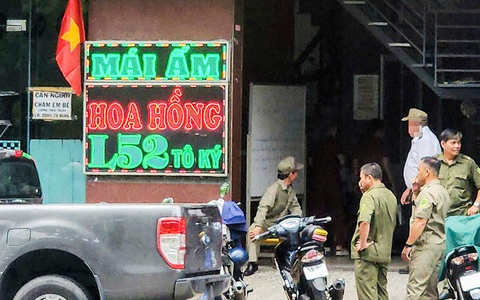 MÁI ẤM
HOA HỒNG
L52 TÔ KÝ
CẦN NGƯỜI
CHĂM EM BÉ